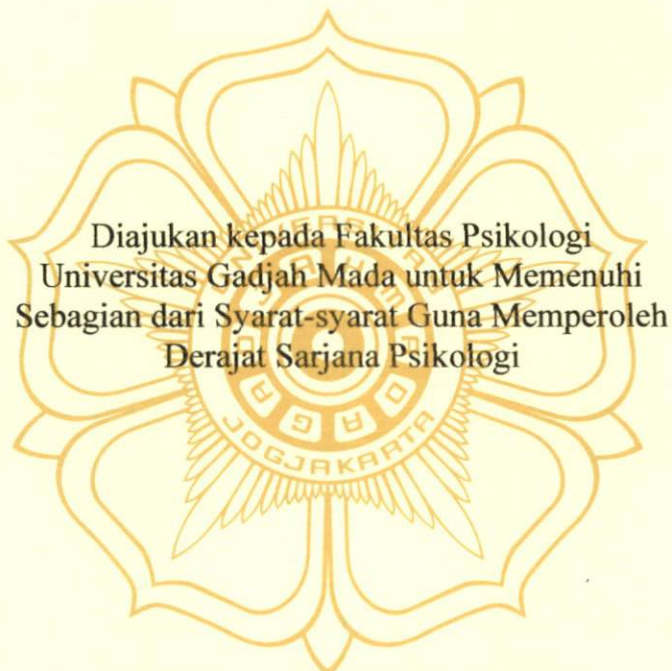 Diajukan kepada Fakultas Psikologi
Universitas Gadjah Mada untuk Memenuhi
Sebagian dari Syarat-syarat Guna Memperoleh
Derajat Sarjana Psikologi
JOGJAKARTA